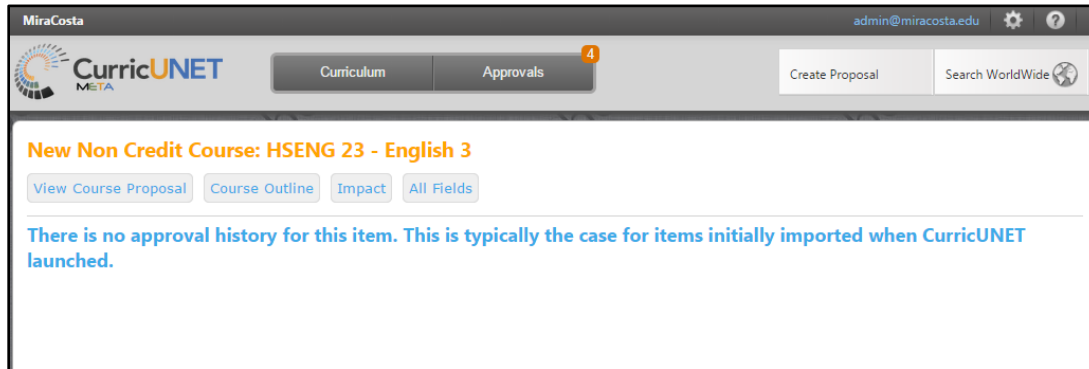 MiraCosta
admin@miracosta.edu
CurricUNET
META
Curriculum
Approvals
4
Create Proposal
Search WorldWide
New Non Credit Course: HSENG 23 - English 3
View Course Proposal
Course Outline
Impact
All Fields
There is no approval history for this item. This is typically the case for items initially imported when CurricUNET
launched.